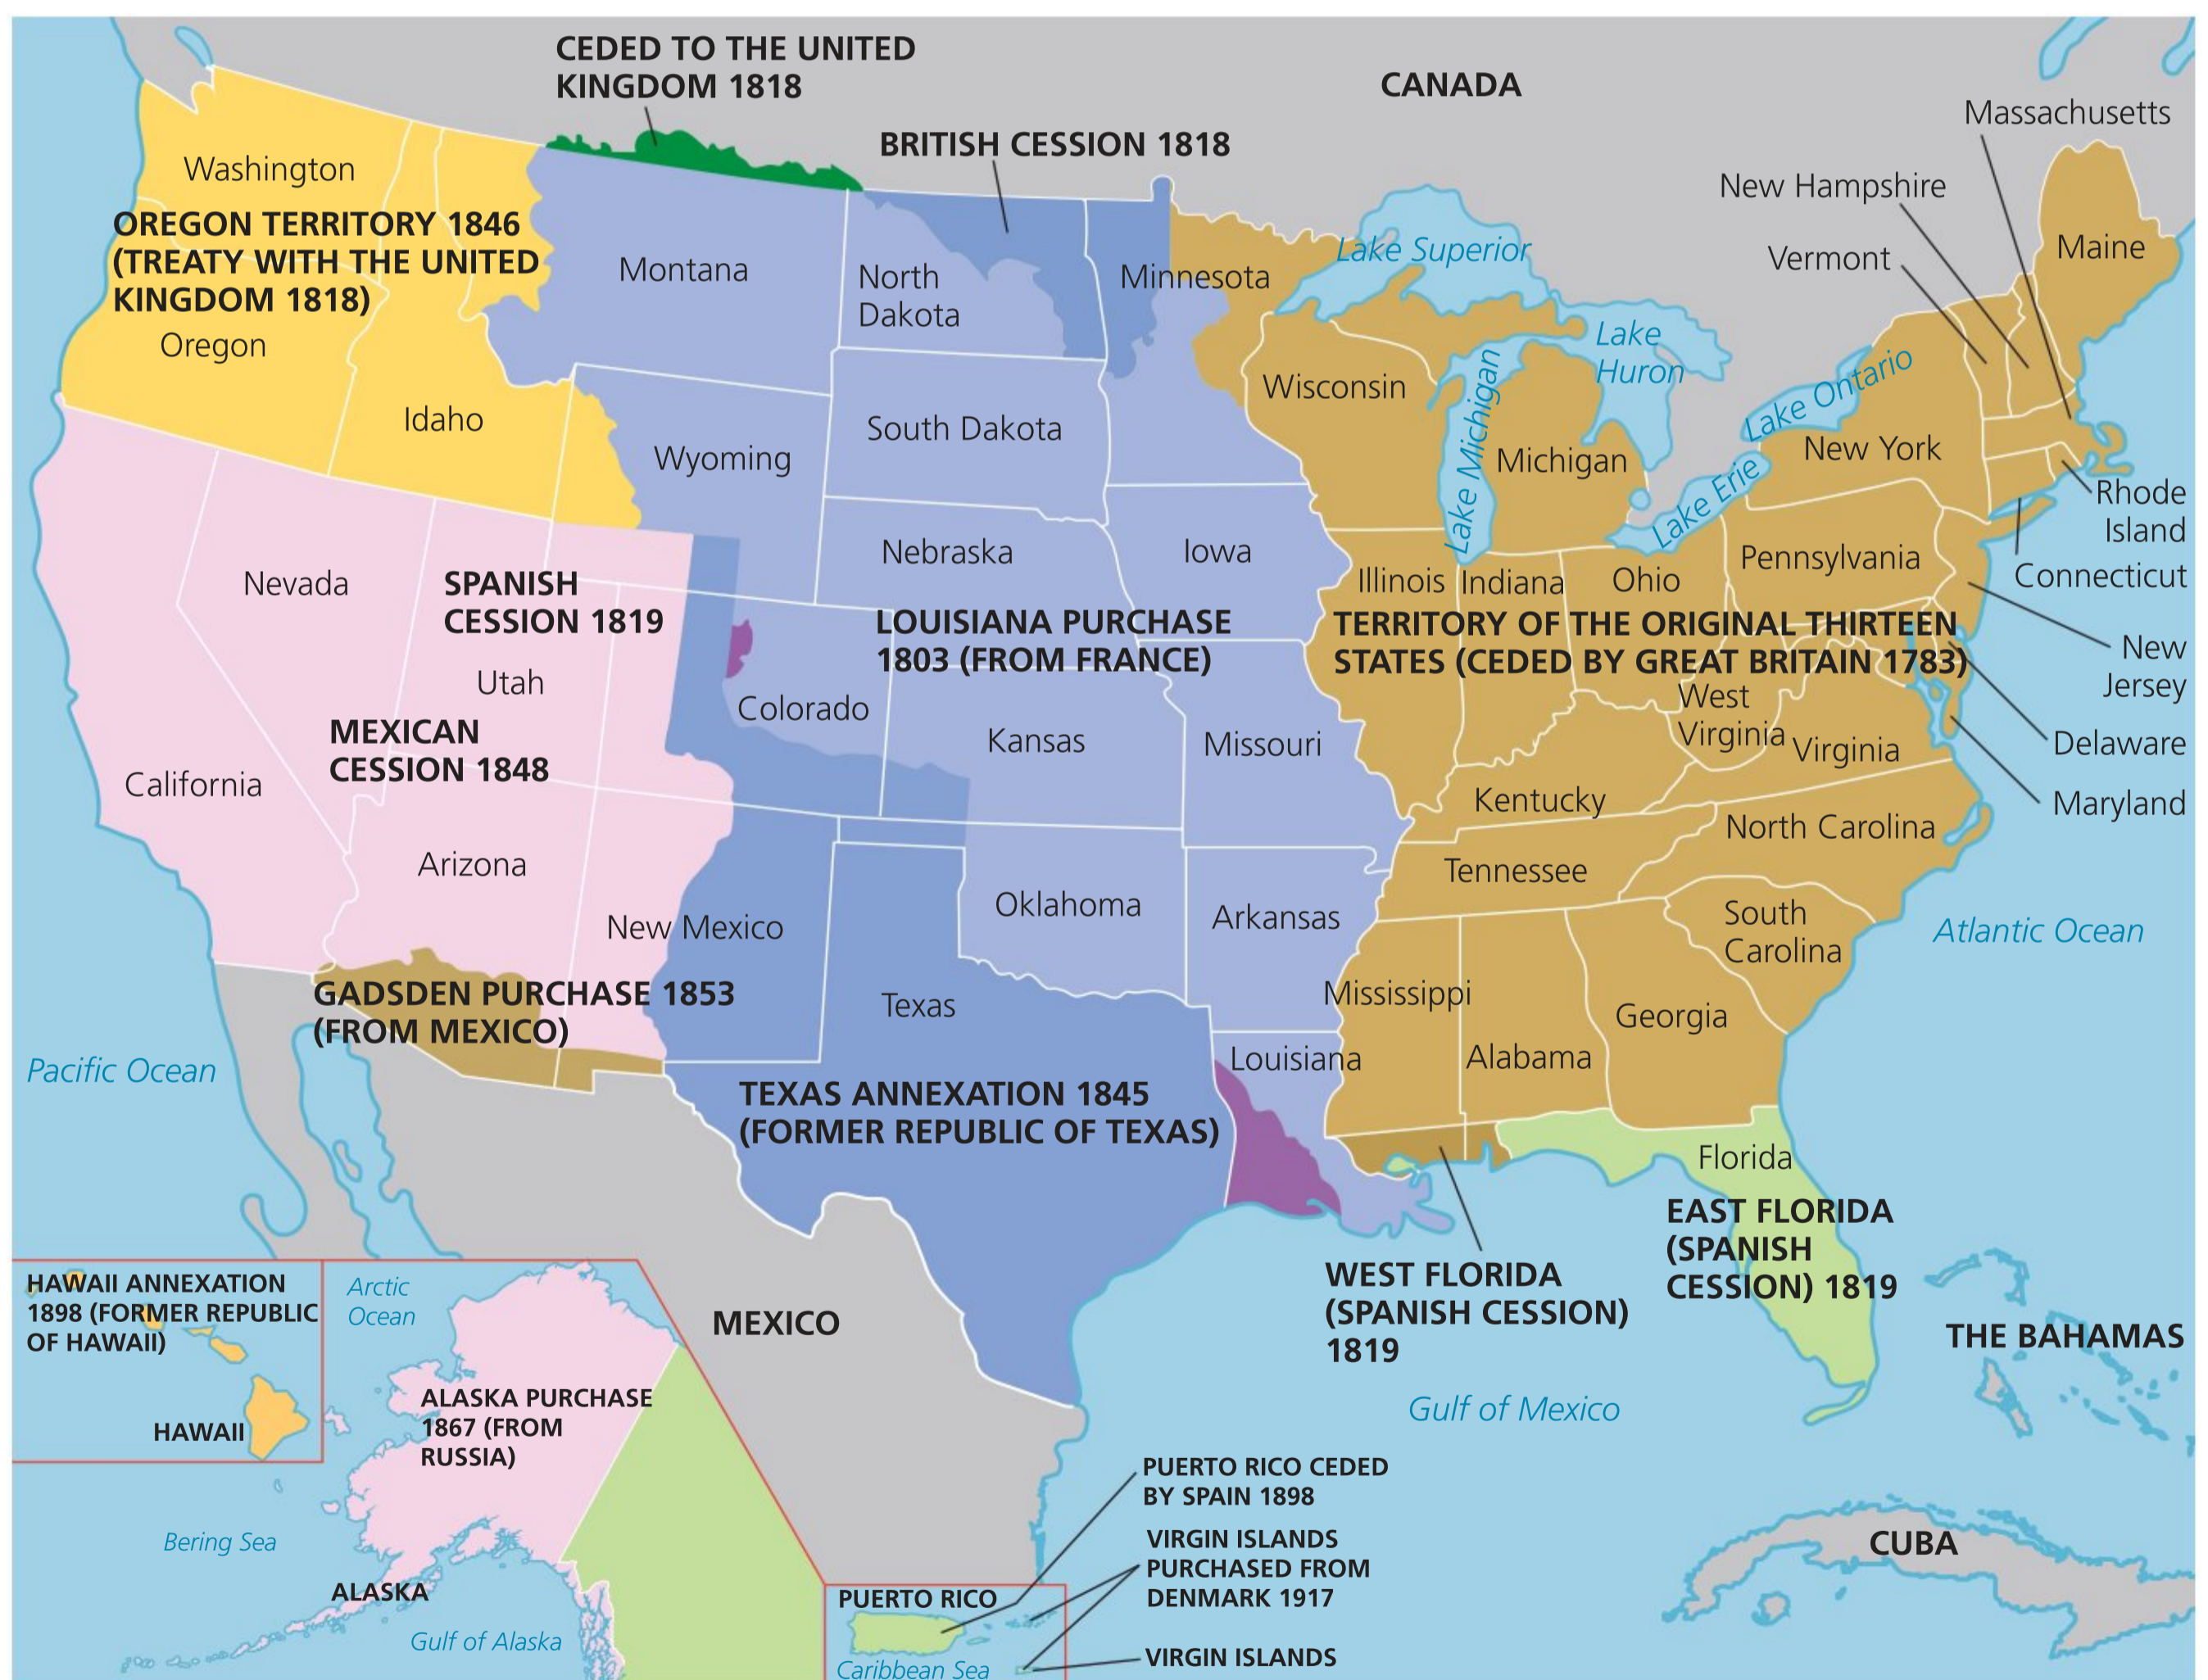 CEDED TO THE UNITED
KINGDOM 1818
CANADA
BRITISH CESSION 1818
Massachusetts
New Hampshire
Vermont
Maine
Washington
OREGON TERRITORY 1846
(TREATY WITH THE UNITED
KINGDOM 1818)
Oregon
Idaho
Montana
North
Dakota
Minnesota
Lake Superior
Lake
Huron
Lake Michigan
Lake Ontario
Lake Erie
Wisconsin
Michigan
New York
Wyoming
South Dakota
Rhode
Island
Connecticut
Nebraska
Iowa
Illinois
Indiana
Ohio
Pennsylvania
Nevada
SPANISH
CESSION 1819
Utah
LOUISIANA PURCHASE
1803 (FROM FRANCE)
TERRITORY OF THE ORIGINAL THIRTEEN
STATES (CEDED BY GREAT BRITAIN 1783)
New
Jersey
West
Virginia
Virginia
Delaware
Maryland
MEXICAN
CESSION 1848
California
Colorado
Kansas
Missouri
Kentucky
North Carolina
Arizona
New Mexico
Oklahoma
Arkansas
Tennessee
South
Carolina
Atlantic Ocean
GADSDEN PURCHASE 1853
(FROM MEXICO)
Texas
Mississippi
Georgia
Alabama
Louisiana
Pacific Ocean
TEXAS ANNEXATION 1845
(FORMER REPUBLIC OF TEXAS)
Florida
EAST FLORIDA
(SPANISH
CESSION) 1819
WEST FLORIDA
(SPANISH CESSION)
1819
THE BAHAMAS
Gulf of Mexico
MEXICO
HAWAII ANNEXATION
1898 (FORMER REPUBLIC
OF HAWAII)
HAWAII
Arctic
Ocean
ALASKA PURCHASE
1867 (FROM
RUSSIA)
Bering Sea
ALASKA
Gulf of Alaska
PUERTO RICO CEDED
BY SPAIN 1898
VIRGIN ISLANDS
PURCHASED FROM
DENMARK 1917
PUERTO RICO
Caribbean Sea
VIRGIN ISLANDS
CUBA